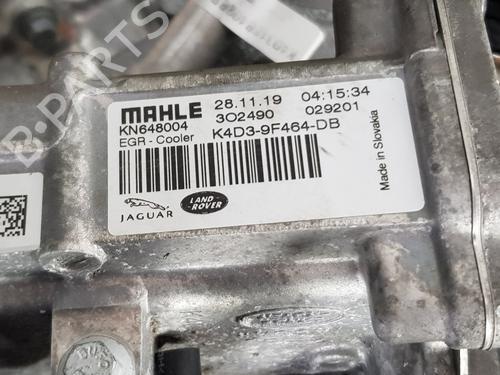 MAHLE 28.11.19 04:15:34
KN648004 3O2490 029201
EGR - Cooler K4D3-9F464-DB
Made in Slovakia
JAGUAR
LAND ROVER
B-PARTS